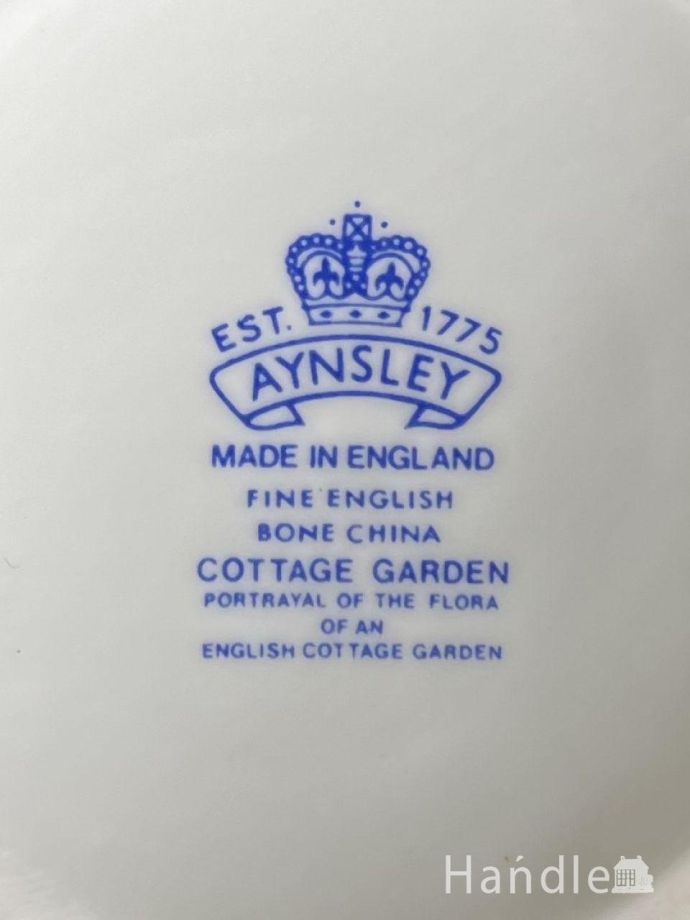 EST. 1775
AYNSLEY
MADE IN ENGLAND
FINE ENGLISH
BONE CHINA
COTTAGE GARDEN
PORTRAYAL OF THE FLORA
OF AN
ENGLISH COTTAGE GARDEN
Hańdle